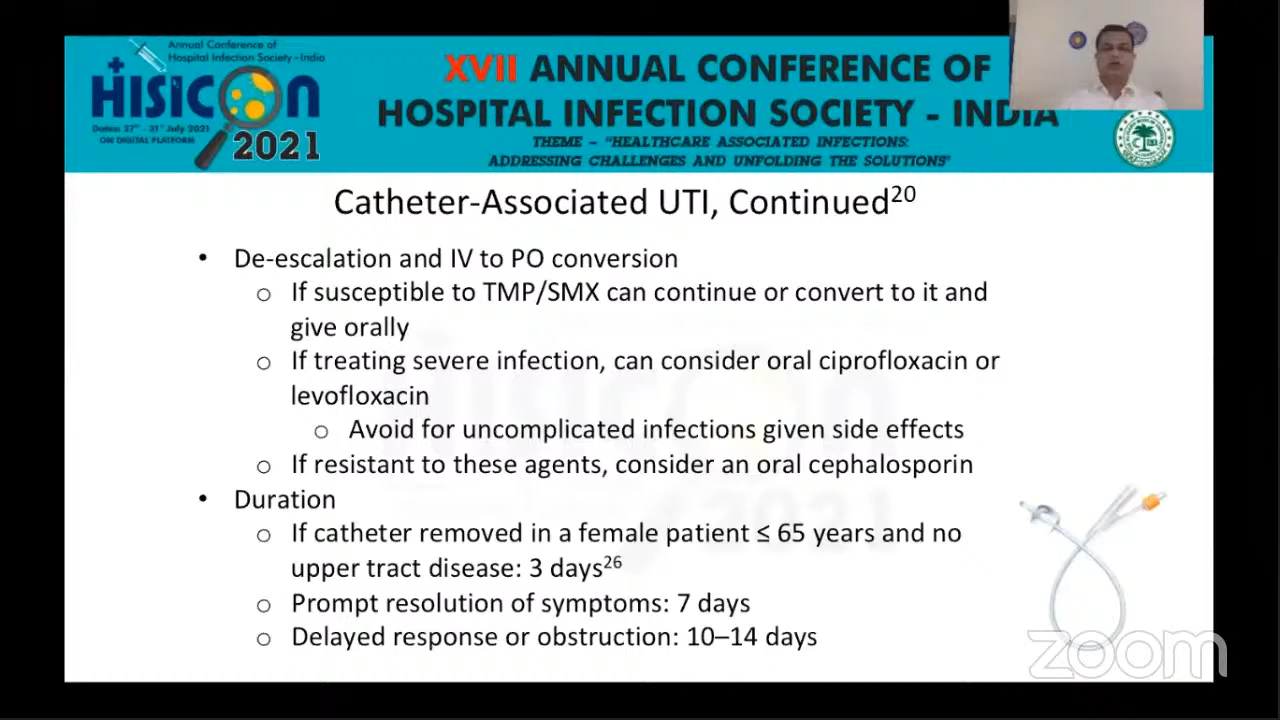 Annual Conference of
Hospital Infection Society -India
HISICON
Dates: 27th - 31st July 2021
ON DIGITAL PLATFORM
2021
XVII ANNUAL CONFERENCE OF
HOSPITAL INFECTION SOCIETY - INDIA
THEME – "HEALTHCARE ASSOCIATED INFECTIONS:
ADDRESSING CHALLENGES AND UNFOLDING THE SOLUTIONS"
Catheter-Associated UTI, Continued20
• De-escalation and IV to PO conversion
o If susceptible to TMP/SMX can continue or convert to it and
give orally
o If treating severe infection, can consider oral ciprofloxacin or
levofloxacin
o Avoid for uncomplicated infections given side effects
o If resistant to these agents, consider an oral cephalosporin
• Duration
o If catheter removed in a female patient ≤ 65 years and no
upper tract disease: 3 days26
o Prompt resolution of symptoms: 7 days
o Delayed response or obstruction: 10–14 days
HISICON
2021
zoom